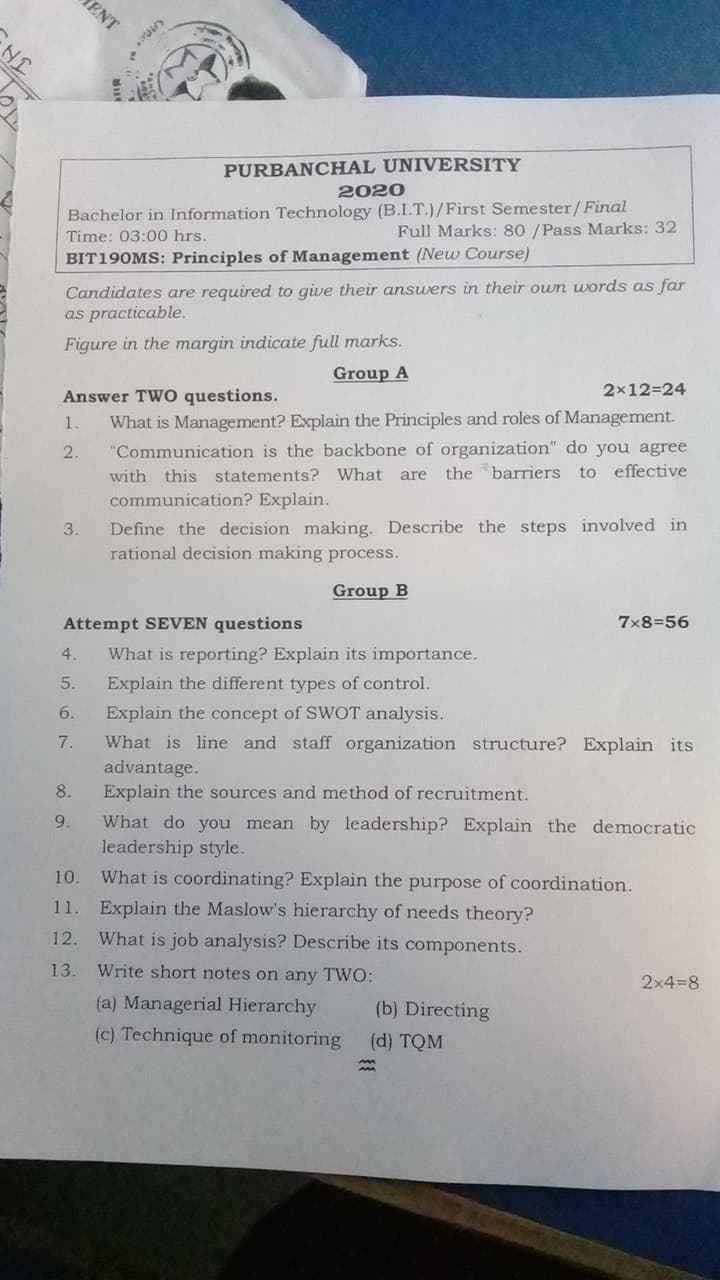 MENT
PURBANCHAL UNIVERSITY
2020
Bachelor in Information Technology (B.I.T.)/First Semester/Final
Time: 03:00 hrs. Full Marks: 80 /Pass Marks: 32
BIT190MS: Principles of Management (New Course)
Candidates are required to give their answers in their own words as far
as practicable.
Figure in the margin indicate full marks.
Group A
Answer TWO questions. 2×12=24
1. What is Management? Explain the Principles and roles of Management.
2. "Communication is the backbone of organization" do you agree
with this statements? What are the barriers to effective
communication? Explain.
3. Define the decision making. Describe the steps involved in
rational decision making process.
Group B
Attempt SEVEN questions 7×8=56
4. What is reporting? Explain its importance.
5. Explain the different types of control.
6. Explain the concept of SWOT analysis.
7. What is line and staff organization structure? Explain its
advantage.
8. Explain the sources and method of recruitment.
9. What do you mean by leadership? Explain the democratic
leadership style.
10. What is coordinating? Explain the purpose of coordination.
11. Explain the Maslow's hierarchy of needs theory?
12. What is job analysis? Describe its components.
13. Write short notes on any TWO: 2×4=8
(a) Managerial Hierarchy (b) Directing
(c) Technique of monitoring (d) TQM